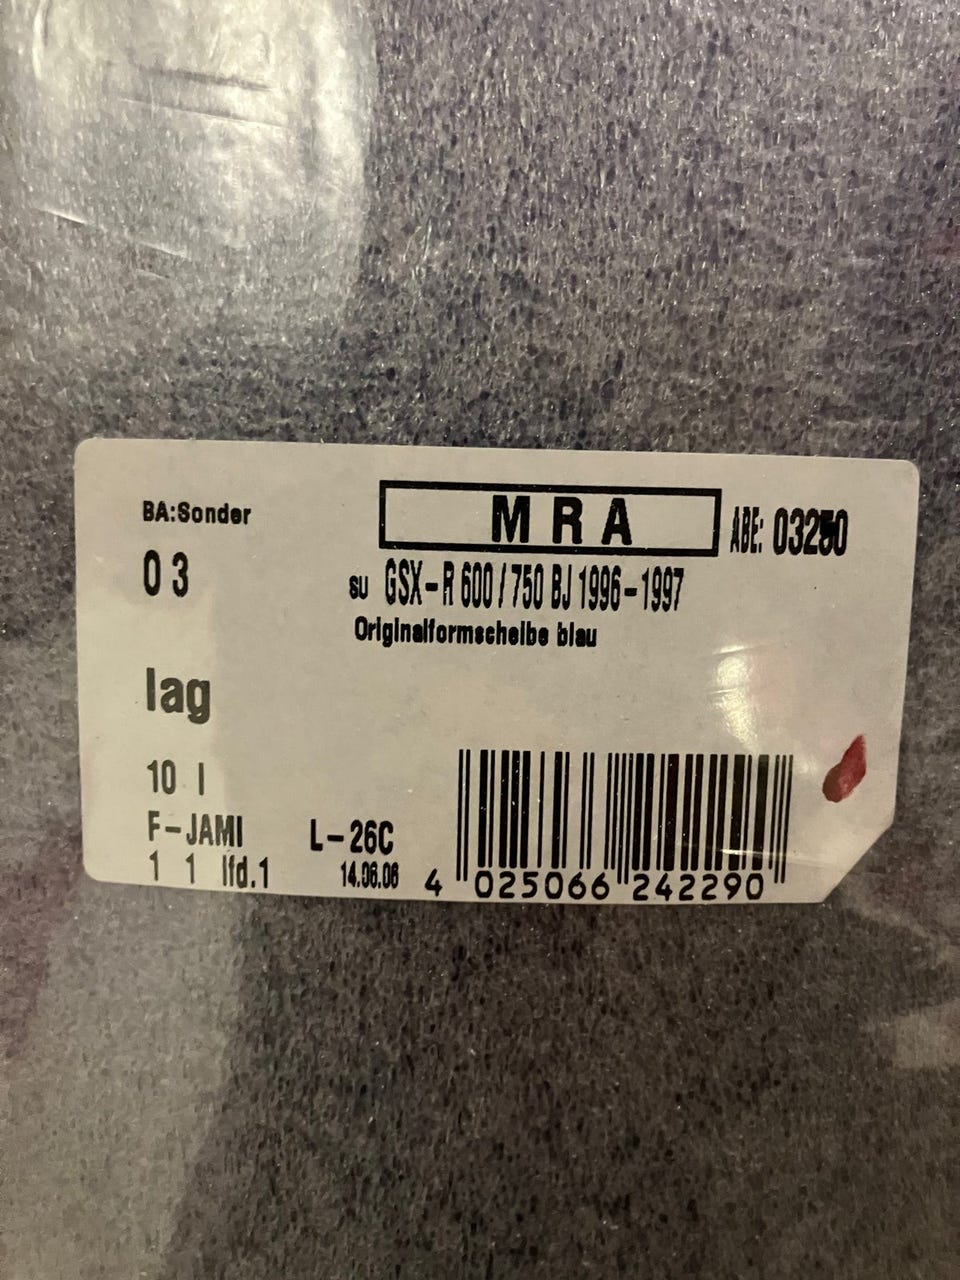 BA:Sonder
M R A
ABE: 03250
03
su GSX-R 600 / 750 BJ 1996-1997
Originalformscheibe blau
lag
10 I
F-JAMI
L-26C
1 1 lfd.1
14.06.06
4 025066 242290